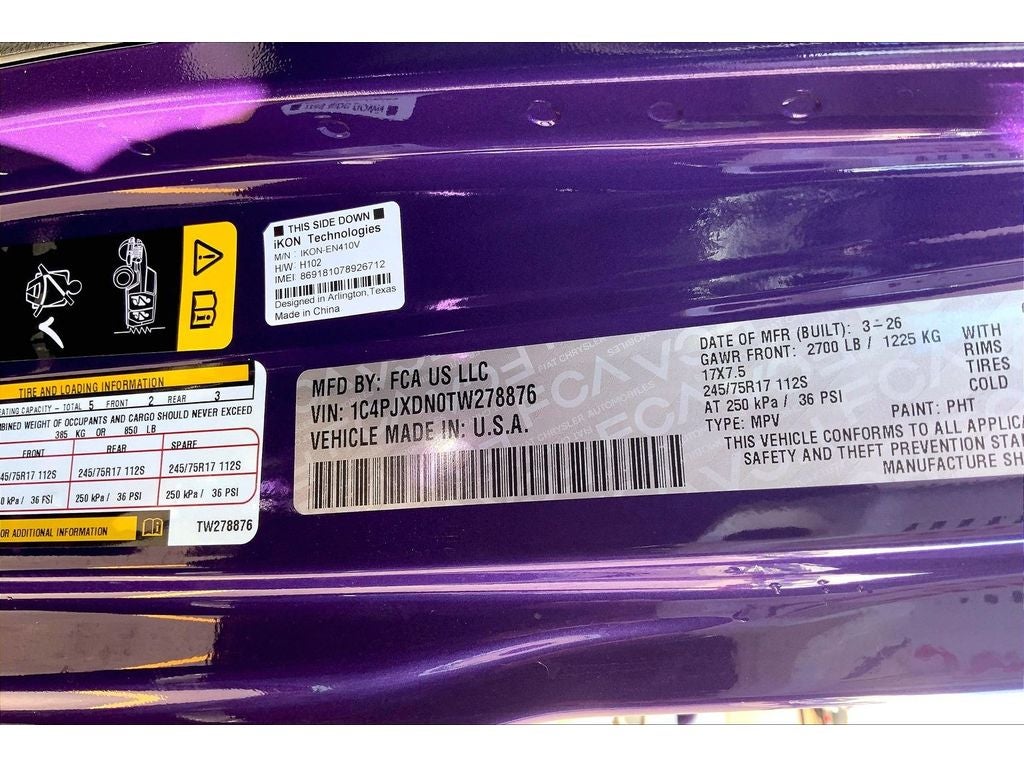 THIS SIDE DOWN
iKON Technologies
M/N : IKON-EN410V
H/W: H102
IMEI: 869181078926712
Designed in Arlington,Texas
Made in China
TIRE AND LOADING INFORMATION
EATING CAPACITY - TOTAL 5 FRONT 2 REAR 3
MBINED WEIGHT OF OCCUPANTS AND CARGO SHOULD NEVER EXCEED
385 KG OR 850 LB
REAR SPARE
45/75R17 112S 245/75R17 112S 245/75R17 112S
0 kPa / 36 PSI 250 kPa / 36 PSI 250 kPa / 36 PSI
OR ADDITIONAL INFORMATION
TW278876
MFD BY: FCA US LLC
VIN: 1C4PJXDN0TW278876
VEHICLE MADE IN: U.S.A.
DATE OF MFR (BUILT): 3-26
GAWR FRONT: 2700 LB / 1225 KG WITH
17X7.5 RIMS
245/75R17 112S TIRES
AT 250 kPa / 36 PSI COLD
TYPE: MPV PAINT: PHT
THIS VEHICLE CONFORMS TO ALL APPLICA
SAFETY AND THEFT PREVENTION STAN
MANUFACTURE SH